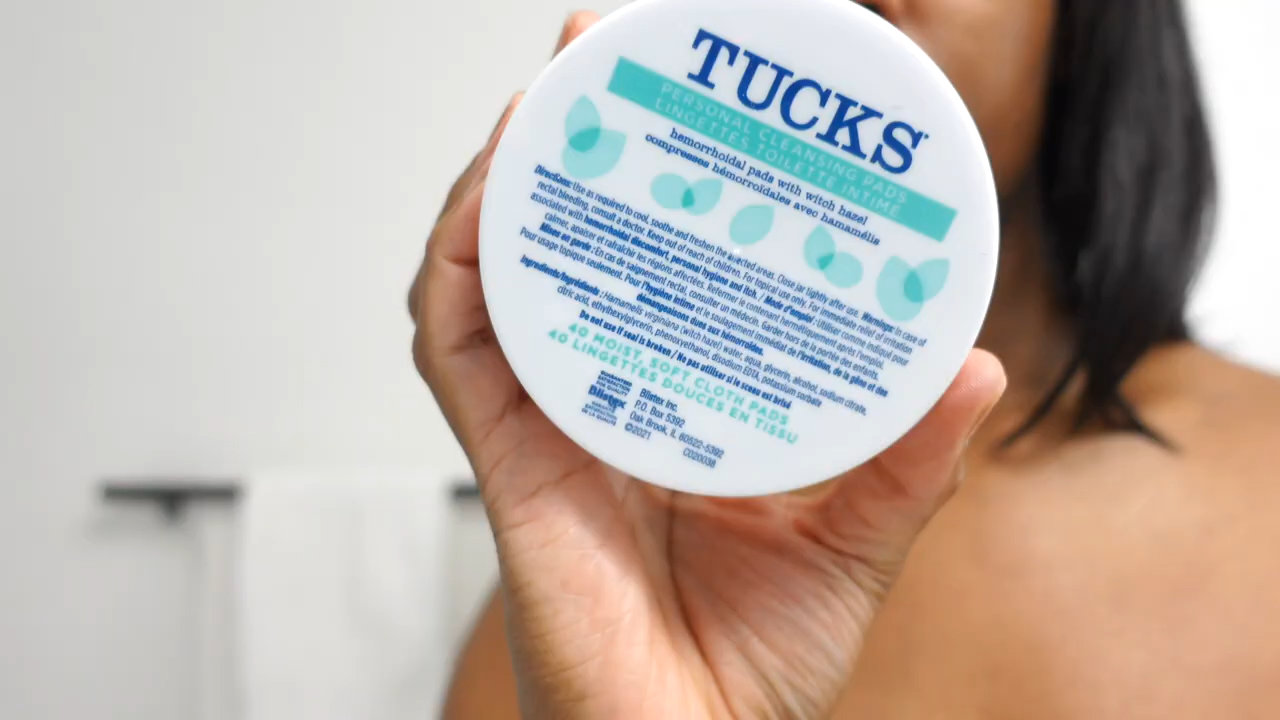 TUCKS
PERSONAL CLEANSING PADS
LINGETTES TOILETTE INTIME
hemorrhoidal pads with witch hazel
compresses hémorroïdales avec hamamélis
Directions: Use as required to cool, soothe and freshen the affected areas. Close jar tightly after use. Warnings: In case of
rectal bleeding, consult a doctor. Keep out of reach of children. For topical use only. For immediate relief of irritation
associated with hemorrhoidal discomfort, personal hygiene and itch. / Mode d'emploi : Utiliser comme indiqué pour
calmer, apaiser et rafraîchir les régions affectées. Refermer le contenant hermétiquement après l'emploi.
Mises en garde : En cas de saignement rectal, consulter un médecin. Garder hors de la portée des enfants.
Pour usage topique seulement. Pour l'hygiène intime et le soulagement immédiat de l'irritation, de la gêne et des
démangeaisons dues aux hémorroïdes.
Ingredients/Ingrédients : Hamamelis virginiana (witch hazel) water, aqua, glycerin, alcohol, sodium citrate,
citric acid, ethylhexylglycerin, phenoxyethanol, disodium EDTA, potassium sorbate
Do not use if seal is broken / Ne pas utiliser si le sceau est brisé
40 MOIST, SOFT CLOTH PADS
40 LINGETTES DOUCES EN TISSU
GUARANTEED
SATISFACTION
FOR QUALITY
Blistex
GARANTIE
SATISFACTION
DE LA QUALITÉ
Blistex Inc.
P.O. Box 5392
Oak Brook, IL 60522-5392
©2021
C020038